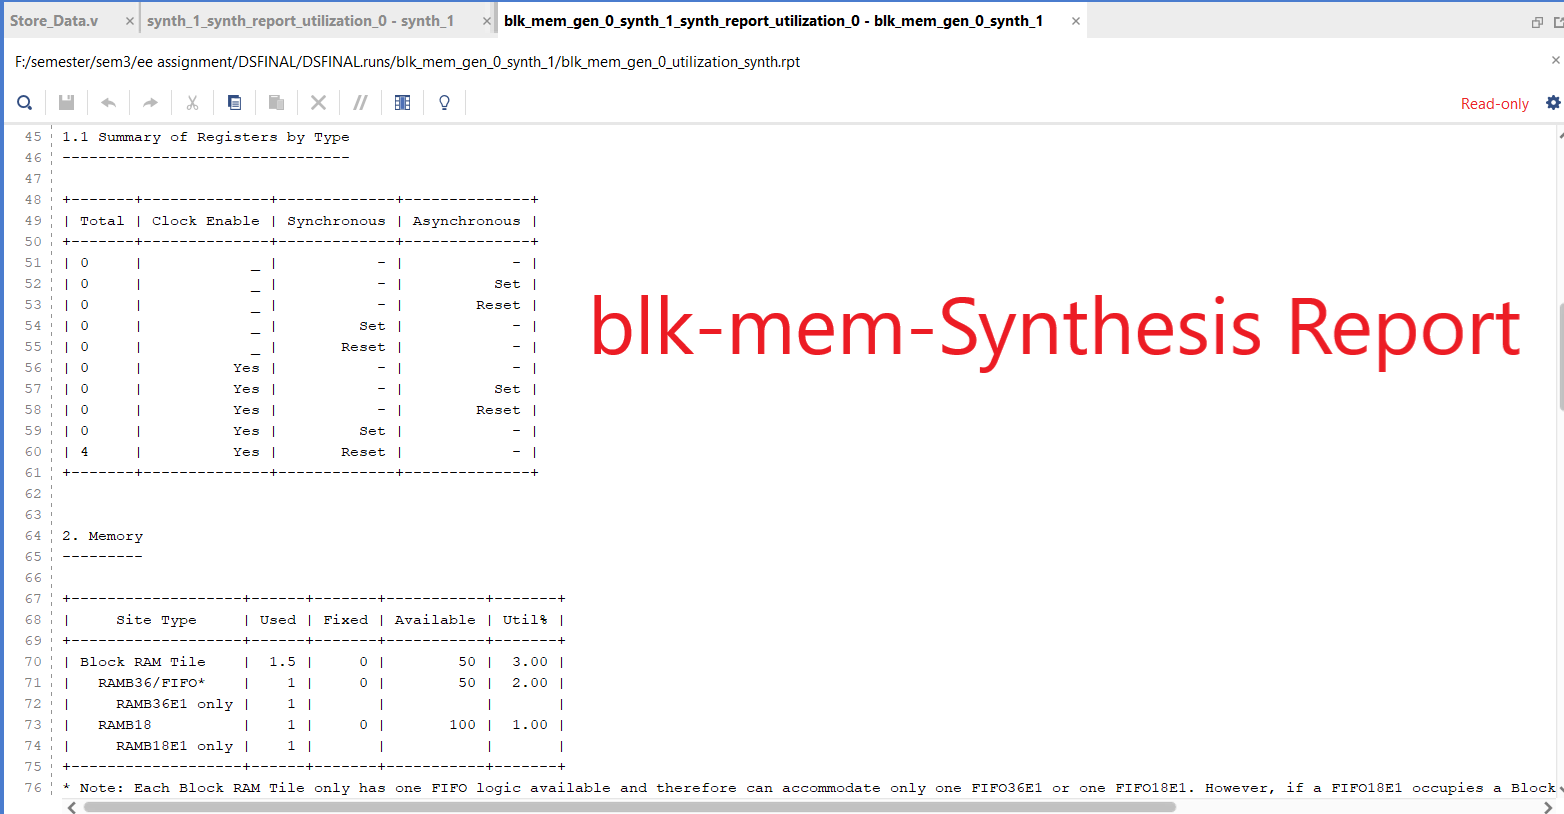 Store_Data.v × synth_1_synth_report_utilization_0 - synth_1 × blk_mem_gen_0_synth_1_synth_report_utilization_0 - blk_mem_gen_0_synth_1 ×
F:/semester/sem3/ee assignment/DSFINAL/DSFINAL.runs/blk_mem_gen_0_synth_1/blk_mem_gen_0_utilization_synth.rpt ×
Read-only
45 1.1 Summary of Registers by Type
46 --------------------------------
47
48 +-------+--------------+-------------+--------------+
49 | Total | Clock Enable | Synchronous | Asynchronous |
50 +-------+--------------+-------------+--------------+
51 | 0     |            _ |           - |            - |
52 | 0     |            _ |           - |          Set |
53 | 0     |            _ |           - |        Reset |
54 | 0     |            _ |         Set |            - |
55 | 0     |            _ |       Reset |            - |
56 | 0     |          Yes |           - |            - |
57 | 0     |          Yes |           - |          Set |
58 | 0     |          Yes |           - |        Reset |
59 | 0     |          Yes |         Set |            - |
60 | 4     |          Yes |       Reset |            - |
61 +-------+--------------+-------------+--------------+
62
63
64 2. Memory
65 ---------
66
67 +-------------------+------+-------+-----------+-------+
68 |     Site Type     | Used | Fixed | Available | Util% |
69 +-------------------+------+-------+-----------+-------+
70 | Block RAM Tile    |  1.5 |     0 |        50 |  3.00 |
71 |   RAMB36/FIFO*    |    1 |     0 |        50 |  2.00 |
72 |     RAMB36E1 only |    1 |       |           |       |
73 |   RAMB18          |    1 |     0 |       100 |  1.00 |
74 |     RAMB18E1 only |    1 |       |           |       |
75 +-------------------+------+-------+-----------+-------+
76 * Note: Each Block RAM Tile only has one FIFO logic available and therefore can accommodate only one FIFO36E1 or one FIFO18E1. However, if a FIFO18E1 occupies a Block
blk-mem-Synthesis Report